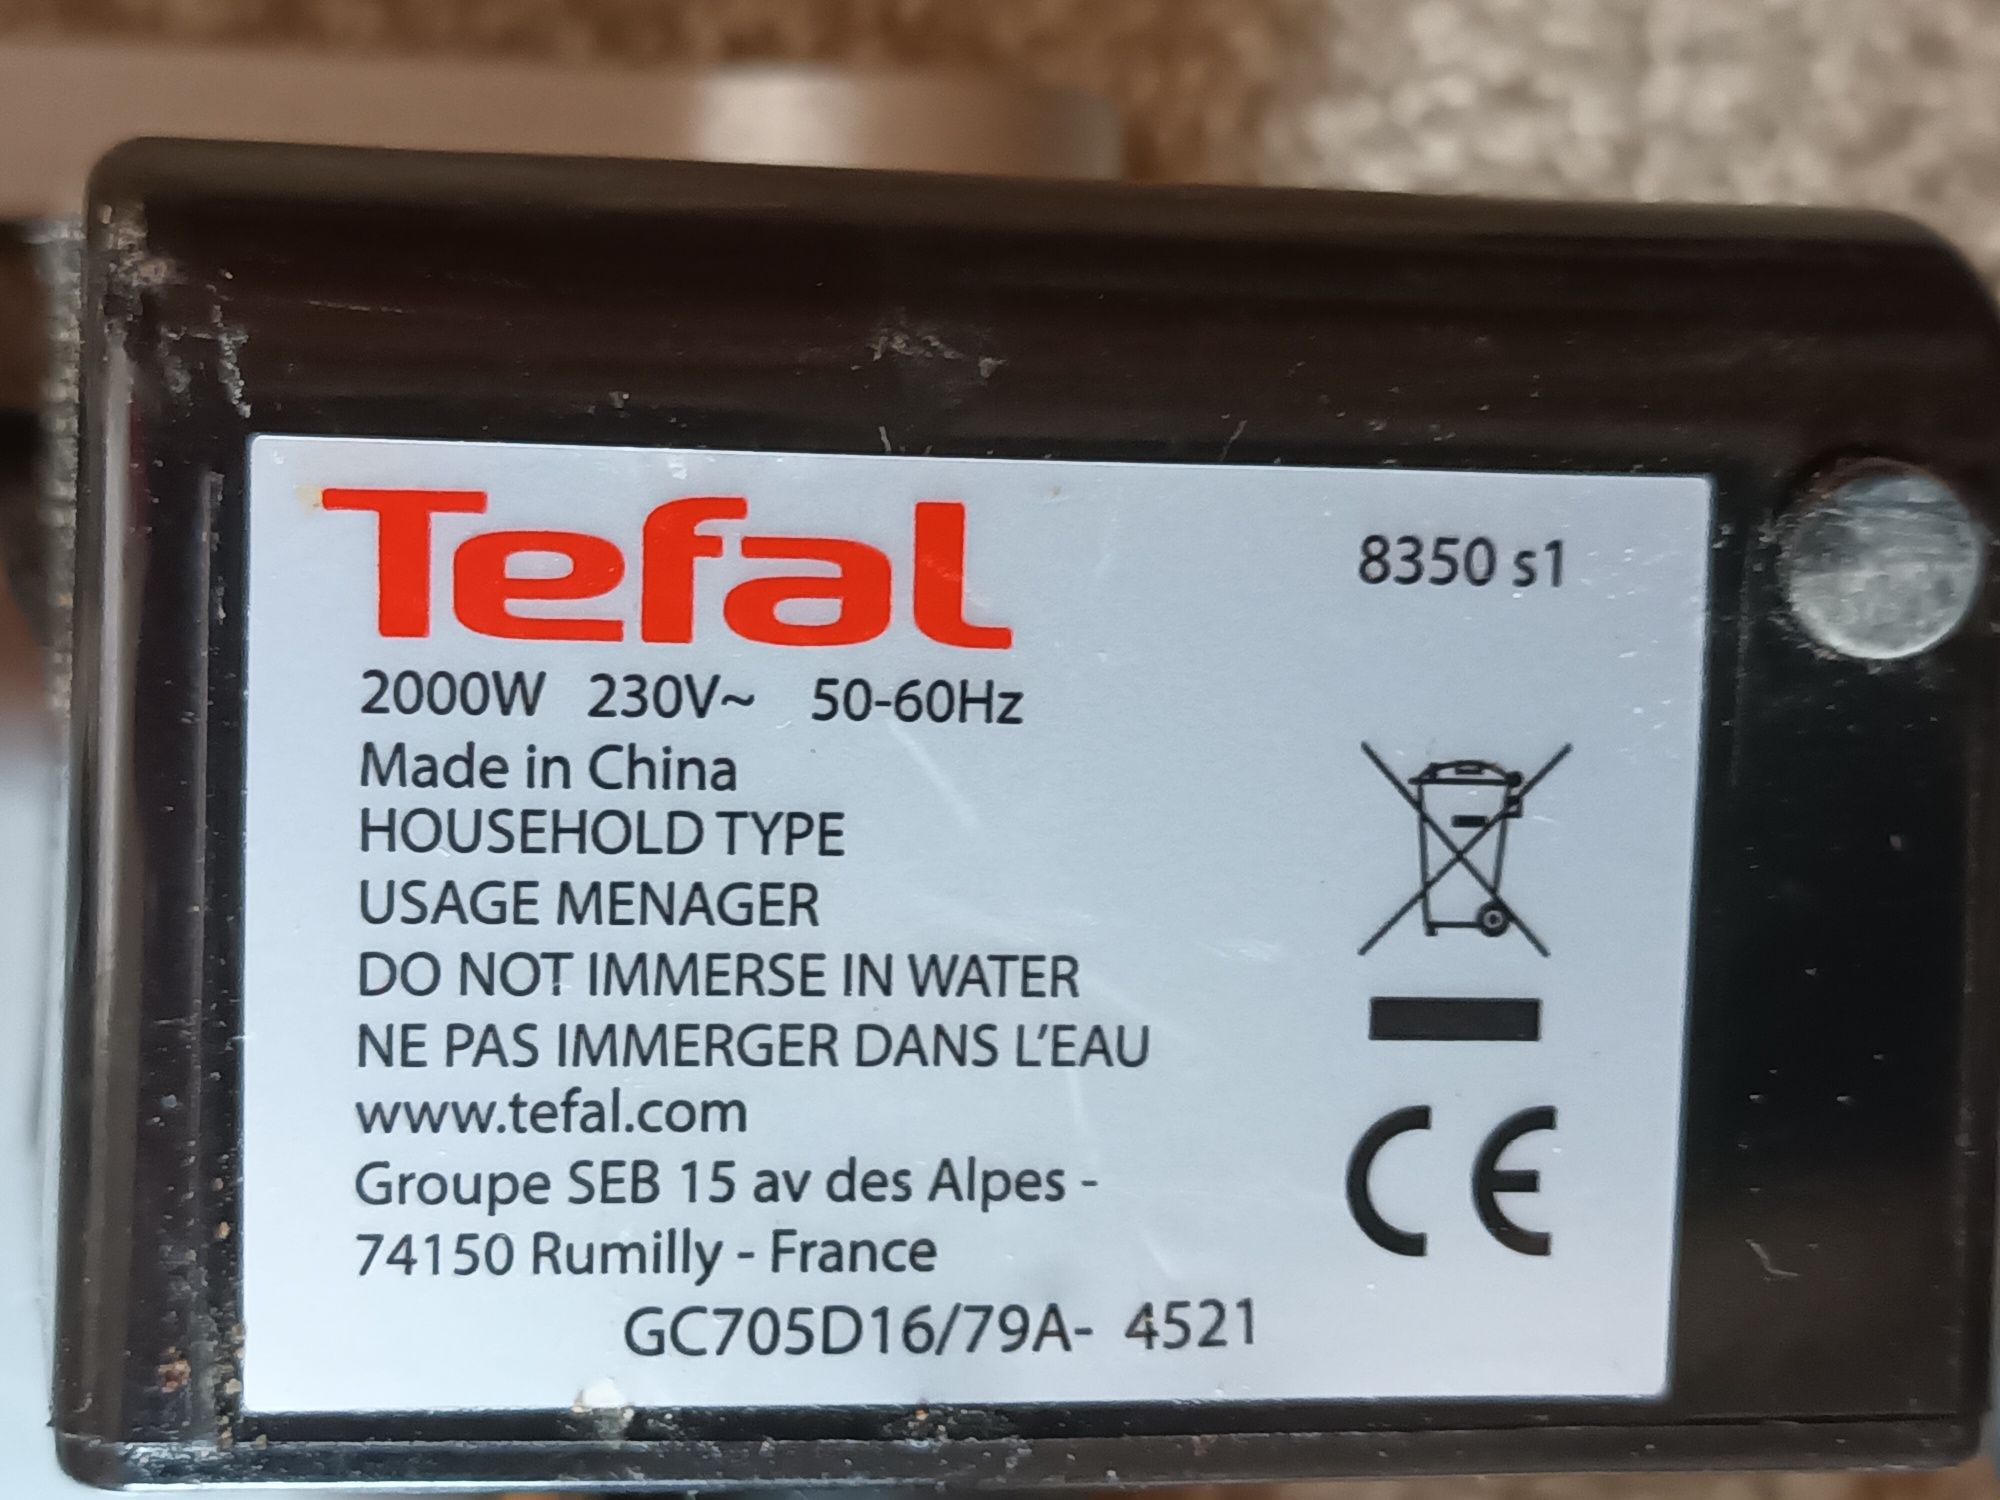 Tefal
8350 s1
2000W 230V~ 50-60Hz
Made in China
HOUSEHOLD TYPE
USAGE MENAGER
DO NOT IMMERSE IN WATER
NE PAS IMMERGER DANS L'EAU
www.tefal.com
Groupe SEB 15 av des Alpes -
74150 Rumilly - France
CE
GC705D16/79A- 4521